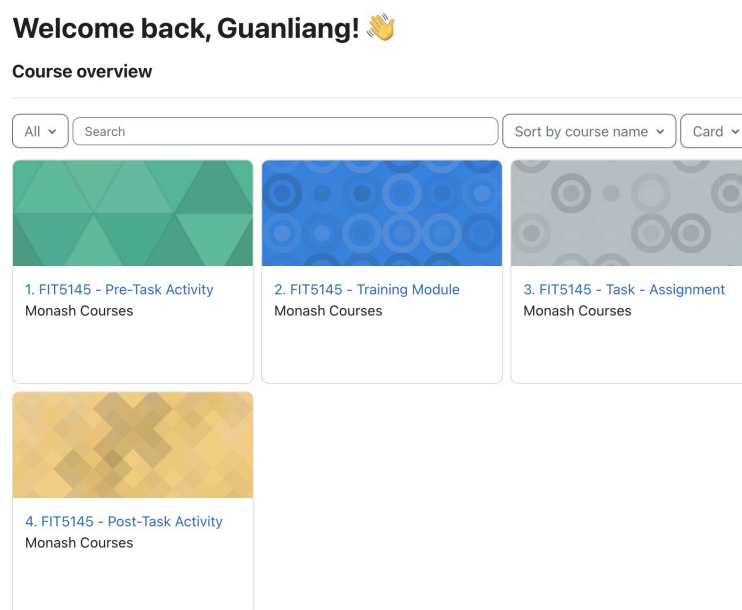 Welcome back, Guanliang! 👋
Course overview
All Search Sort by course name Card
1. FIT5145 - Pre-Task Activity
Monash Courses
2. FIT5145 - Training Module
Monash Courses
3. FIT5145 - Task - Assignment
Monash Courses
4. FIT5145 - Post-Task Activity
Monash Courses